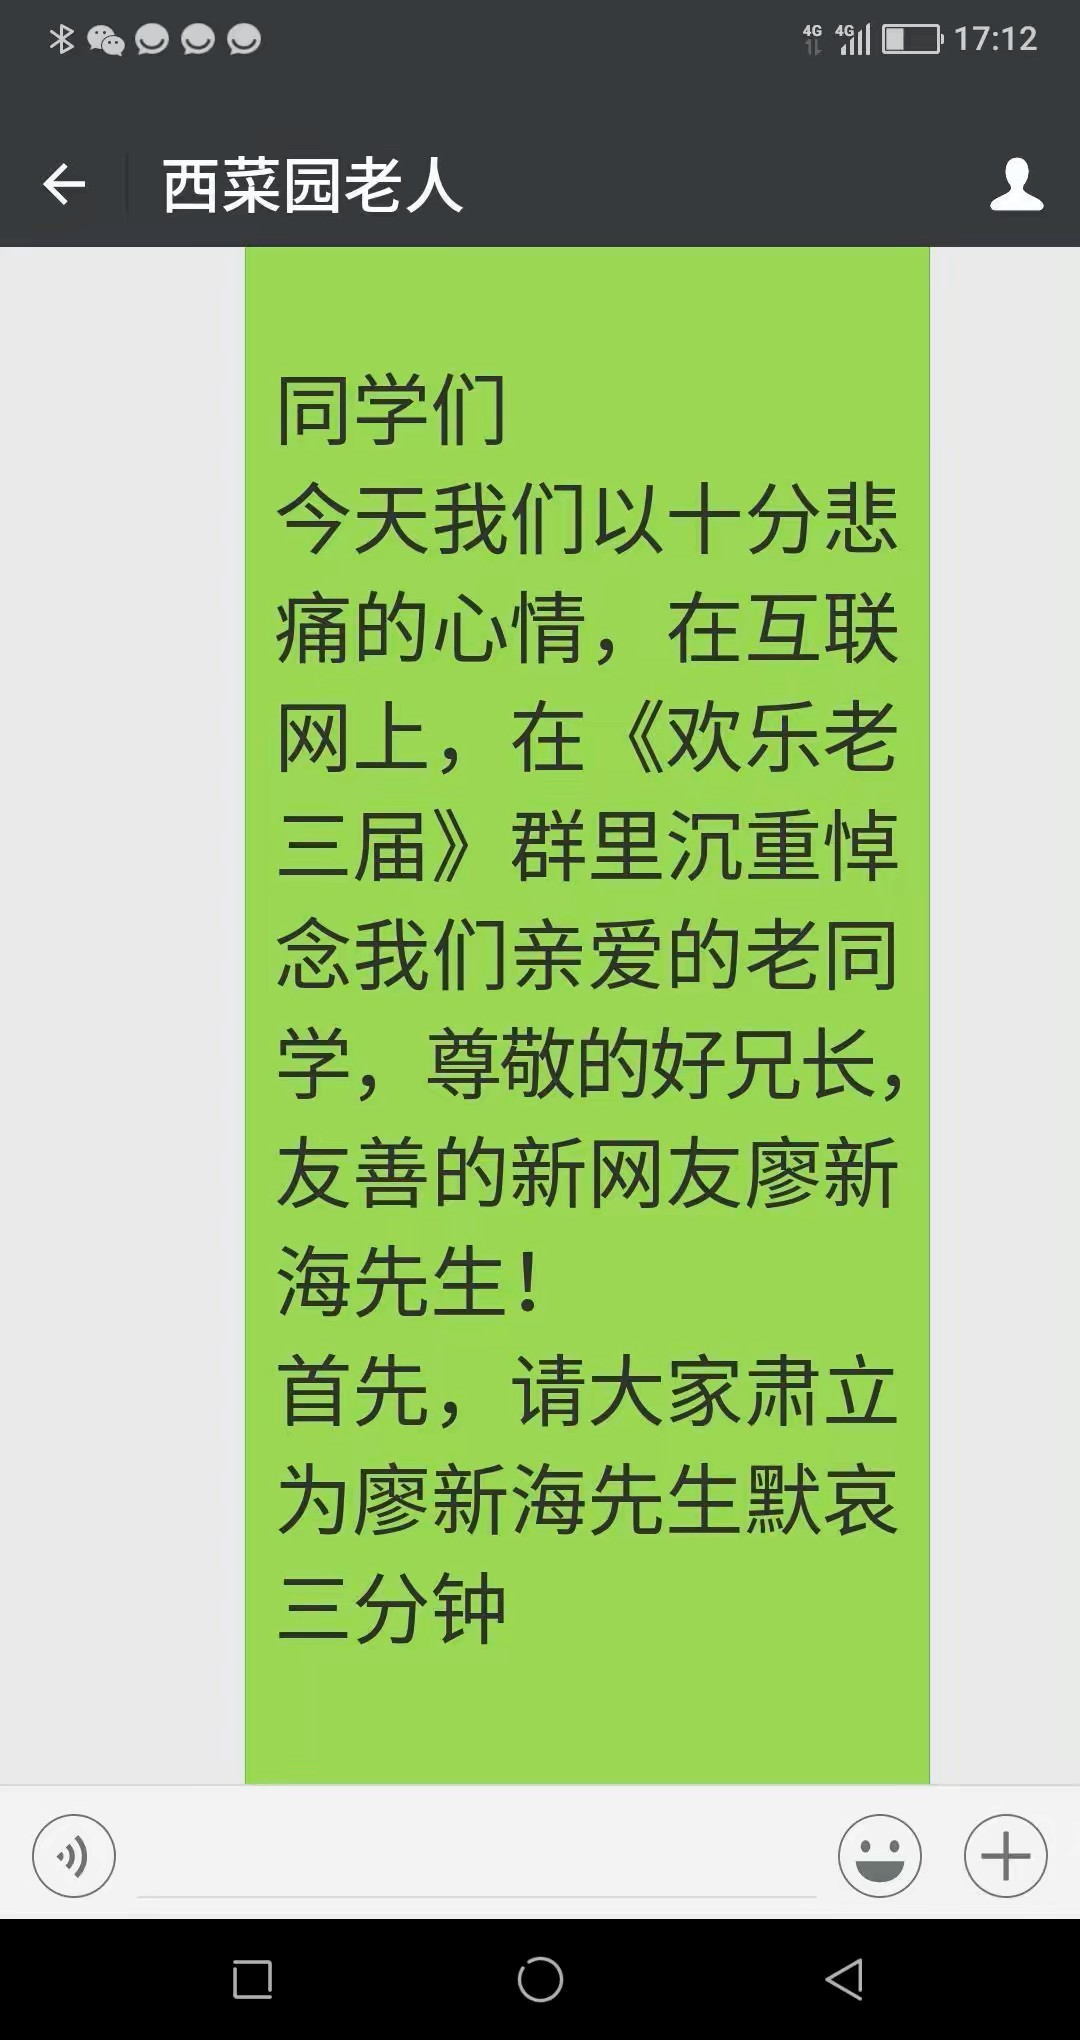 4G 4G 17:12
西菜园老人
同学们
今天我们以十分悲
痛的心情，在互联
网上，在《欢乐老
三届》群里沉重悼
念我们亲爱的老同
学，尊敬的好兄长，
友善的新网友廖新
海先生！
首先，请大家肃立
为廖新海先生默哀
三分钟